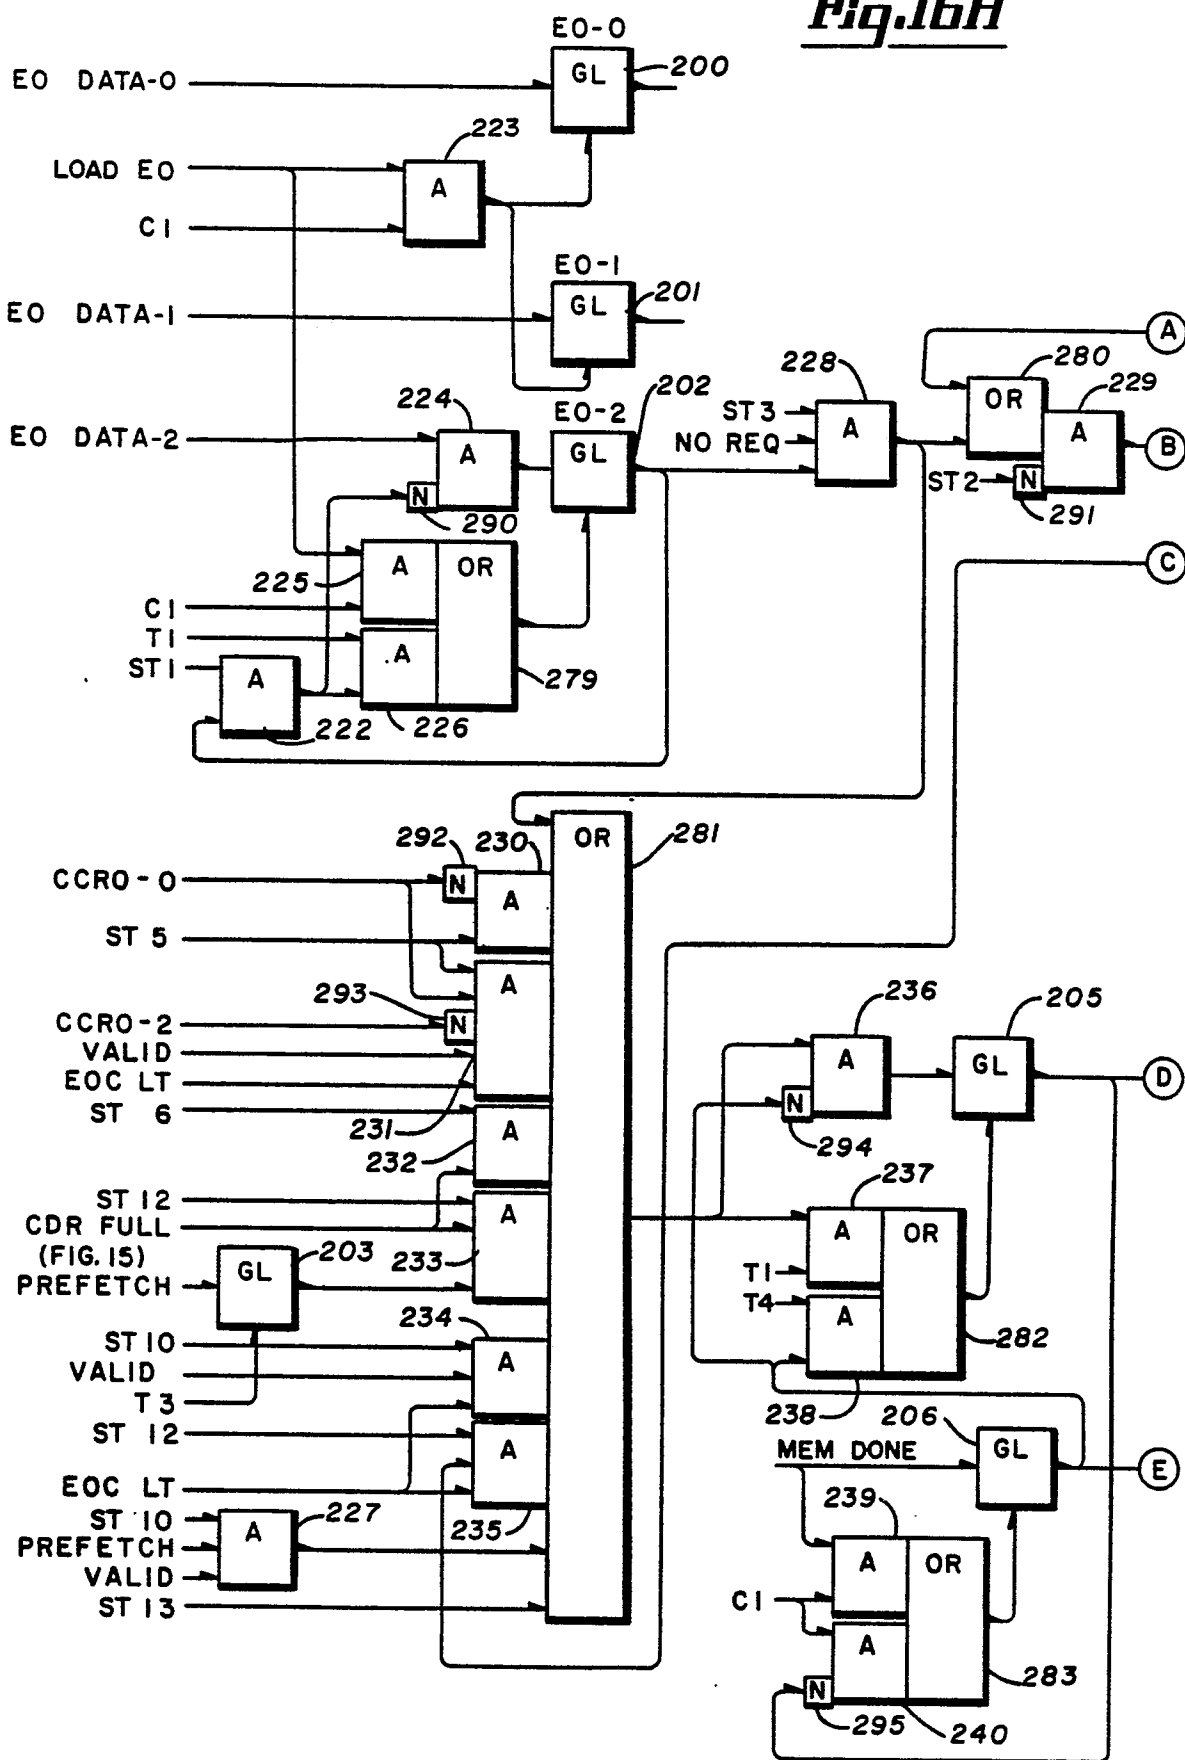 Fig.16A
EO-0
EO DATA-0
GL
200
223
LOAD EO
A
C1
EO-1
EO DATA-1
GL
201
A
280
228
229
224
EO-2
202
OR
ST3
A
A
EO DATA-2
A
GL
NO REQ
B
N
ST2
N
290
291
A
OR
C
225
C1
T1
A
ST1
A
279
222
226
292
230
OR
281
CCRO-0
N
A
ST 5
A
293
236
205
CCRO-2
N
VALID
A
GL
EOC LT
D
ST 6
A
N
231
294
232
237
ST 12
A
A
OR
CDR FULL
(FIG. 15)
203
233
GL
T1
PREFETCH
T4
234
A
282
ST 10
A
VALID
T3
238
206
ST 12
A
MEM DONE
GL
EOC LT
E
ST 10
227
239
A
235
PREFETCH
A
OR
VALID
C1
ST 13
A
283
N
295
240